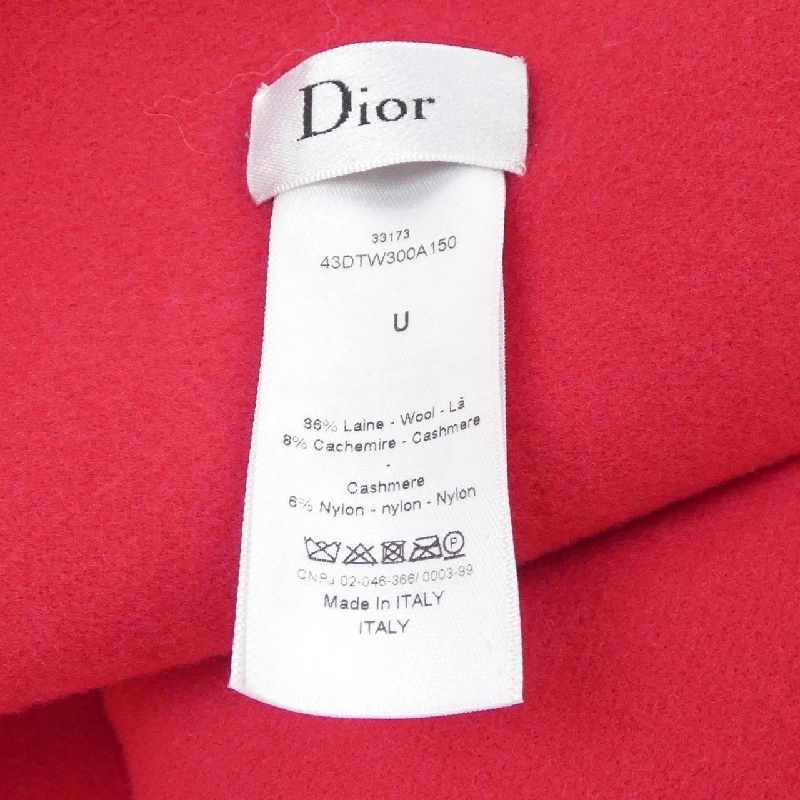 Dior
33173
43DTW300A150
U
86% Laine - Wool - Lã
8% Cachemire - Cashmere
-
Cashmere
6% Nylon - nylon - Nylon
P
CNPJ 02-046-366/0003-99
Made In ITALY
ITALY